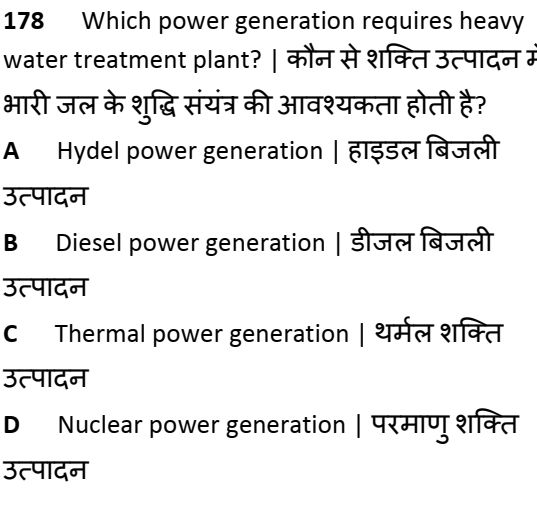 178 Which power generation requires heavy
water treatment plant? | कौन से शक्ति उत्पादन में
भारी जल के शुद्धि संयंत्र की आवश्यकता होती है?
A Hydel power generation | हाइडल बिजली
उत्पादन
B Diesel power generation | डीजल बिजली
उत्पादन
C Thermal power generation | थर्मल शक्ति
उत्पादन
D Nuclear power generation | परमाणु शक्ति
उत्पादन